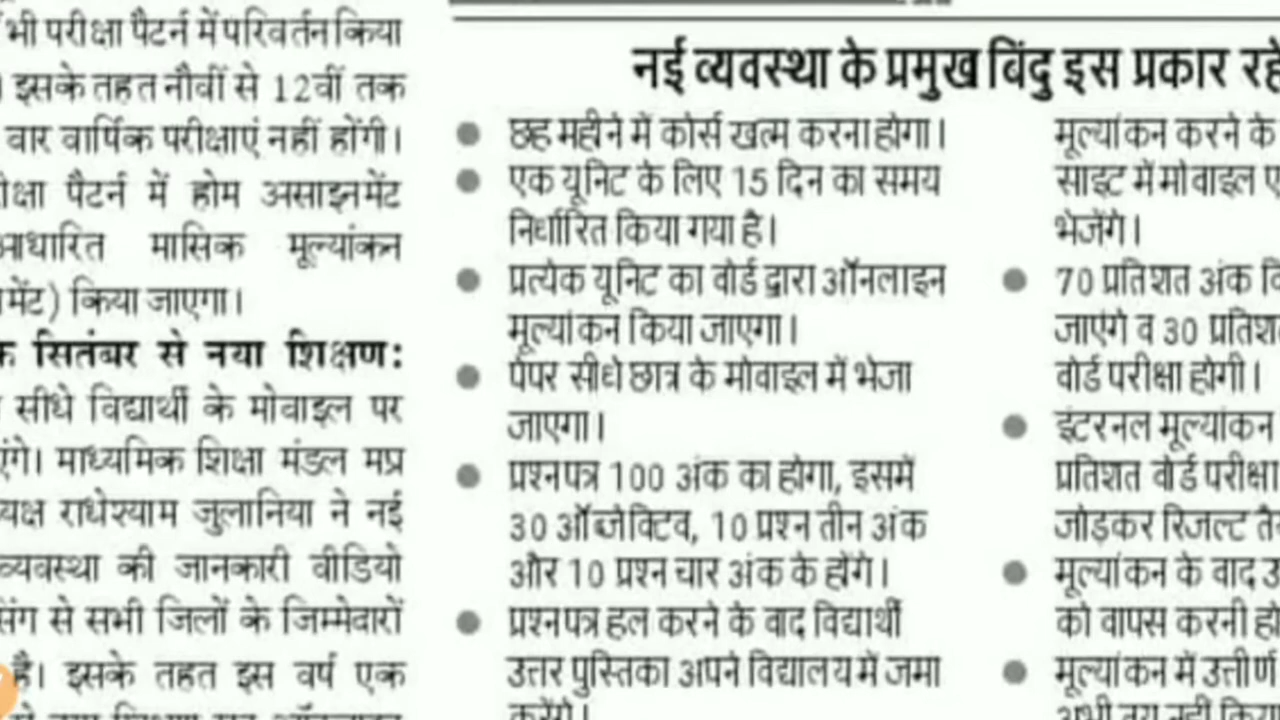 भी परीक्षा पैटर्न में परिवर्तन किया
इसके तहत नौवीं से 12वीं तक
वार वार्षिक परीक्षाएं नहीं होंगी।
पैटर्न में होम असाइनमेंट
आधारित मासिक मूल्यांकन
किया जाएगा।
सितंबर से नया शिक्षण:
सीधे विद्यार्थी के मोबाइल पर
माध्यमिक शिक्षा मंडल मप्र
राधेश्याम जुलानिया ने नई
व्यवस्था की जानकारी वीडियो
से सभी जिलों के जिम्मेदारों
है। इसके तहत इस वर्ष एक
नई व्यवस्था के प्रमुख बिंदु इस प्रकार
● छह महीने में कोर्स खत्म करना होगा।
● एक यूनिट के लिए 15 दिन का समय
निर्धारित किया गया है।
● प्रत्येक यूनिट का बोर्ड द्वारा ऑनलाइन
मूल्यांकन किया जाएगा।
● पेपर सीधे छात्र के मोबाइल में भेजा
जाएगा।
● प्रश्नपत्र 100 अंक का होगा, इसमें
30 ऑब्जेक्टिव, 10 प्रश्न तीन अंक
और 10 प्रश्न चार अंक के होंगे।
● प्रश्नपत्र हल करने के बाद विद्यार्थी
उत्तर पुस्तिका अपने विद्यालय में जमा
करेंगे।
मूल्यांकन करने के
साइट में मोबाइल
भेजेंगे।
● 70 प्रतिशत अंक
जाएंगे व 30
बोर्ड परीक्षा होगी।
● इंटरनल मूल्यांकन
प्रतिशत बोर्ड परीक्षा
जोड़कर रिजल्ट
● मूल्यांकन के बाद
को वापस करनी
● मूल्यांकन में उत्तीर्ण
अभी तय नहीं